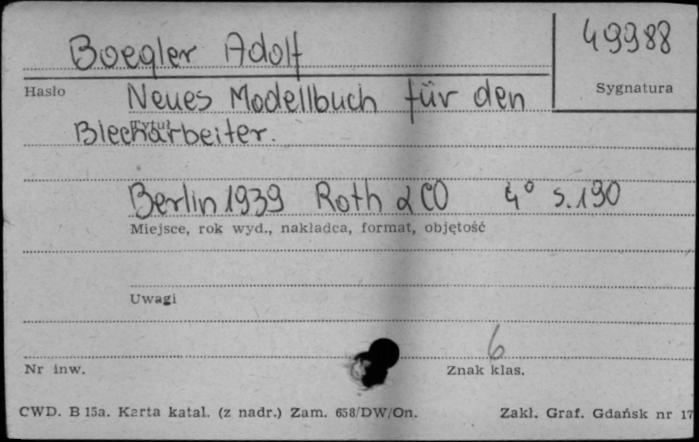 49988
Boegler Adolf
Hasło
Sygnatura
Neues Modellbuch für den
Blecharbeiter.
Berlin 1939 Roth & CO 4° S.190
Miejsce, rok wyd., nakładca, format, objętość
Uwagi
6
Nr inw.
Znak klas.
CWD. B 15a. Karta katal. (z nadr.) Zam. 658/DW/On.
Zakł. Graf. Gdańsk nr 17